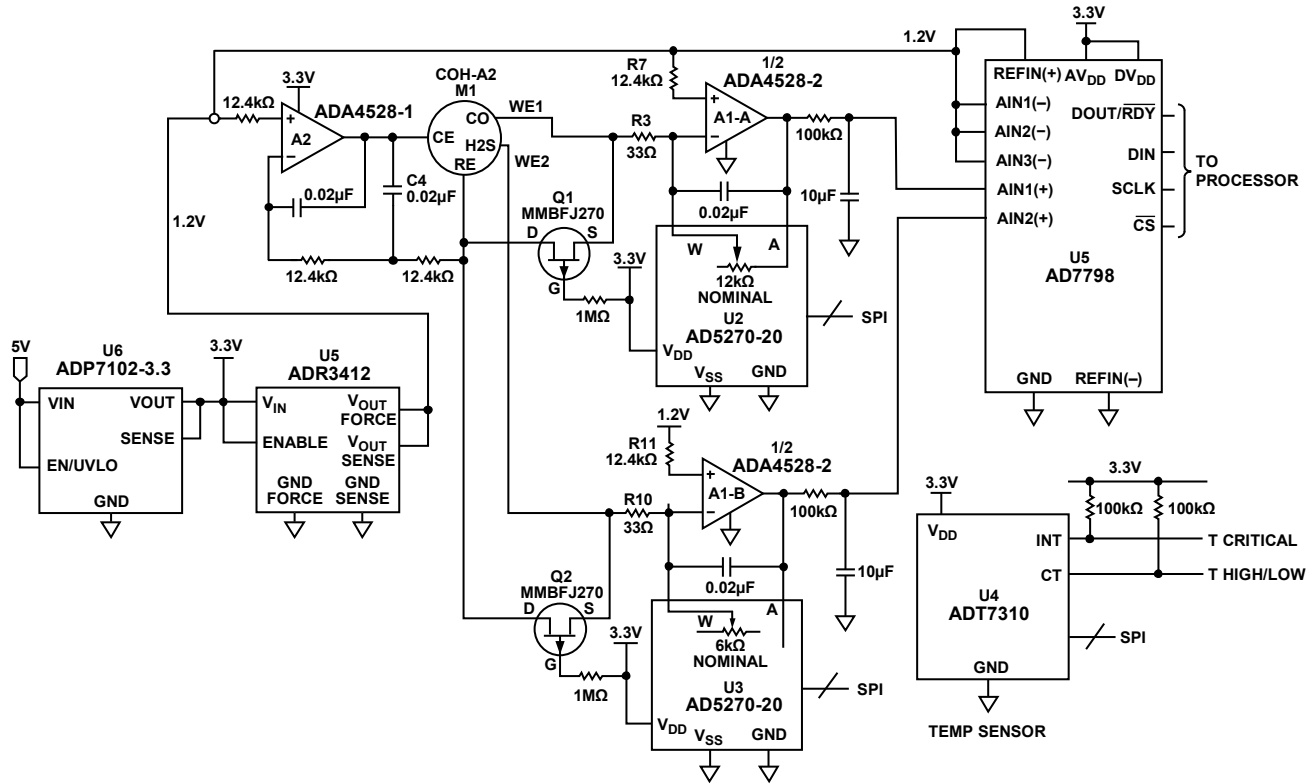 3.3V
1.2V
3.3V
12.4kΩ
ADA4528-1
A2
+
−
0.02µF
C4
0.02µF
12.4kΩ
12.4kΩ
1.2V
COH-A2
M1
CO
CE
H2S
RE
WE1
WE2
R7
12.4kΩ
1/2
ADA4528-2
+
A1-A
−
R3
33Ω
100kΩ
10µF
0.02µF
Q1
MMBFJ270
D
S
G
3.3V
1MΩ
W
A
12kΩ
NOMINAL
U2
AD5270-20
VDD
VSS
GND
SPI
REFIN(+)
AVDD
DVDD
AIN1(−)
AIN2(−)
AIN3(−)
AIN1(+)
AIN2(+)
DOUT/RDY
DIN
SCLK
CS
TO
PROCESSOR
U5
AD7798
GND
REFIN(−)
5V
U6
ADP7102-3.3
VIN
VOUT
SENSE
EN/UVLO
GND
3.3V
U5
ADR3412
VIN
VOUT
FORCE
ENABLE
VOUT
SENSE
GND
FORCE
GND
SENSE
1.2V
R11
12.4kΩ
1/2
ADA4528-2
+
A1-B
−
R10
33Ω
100kΩ
10µF
0.02µF
Q2
MMBFJ270
D
S
G
3.3V
1MΩ
W
A
6kΩ
NOMINAL
U3
AD5270-20
VDD
VSS
GND
SPI
3.3V
3.3V
100kΩ
100kΩ
VDD
INT
T CRITICAL
CT
T HIGH/LOW
U4
ADT7310
SPI
GND
TEMP SENSOR